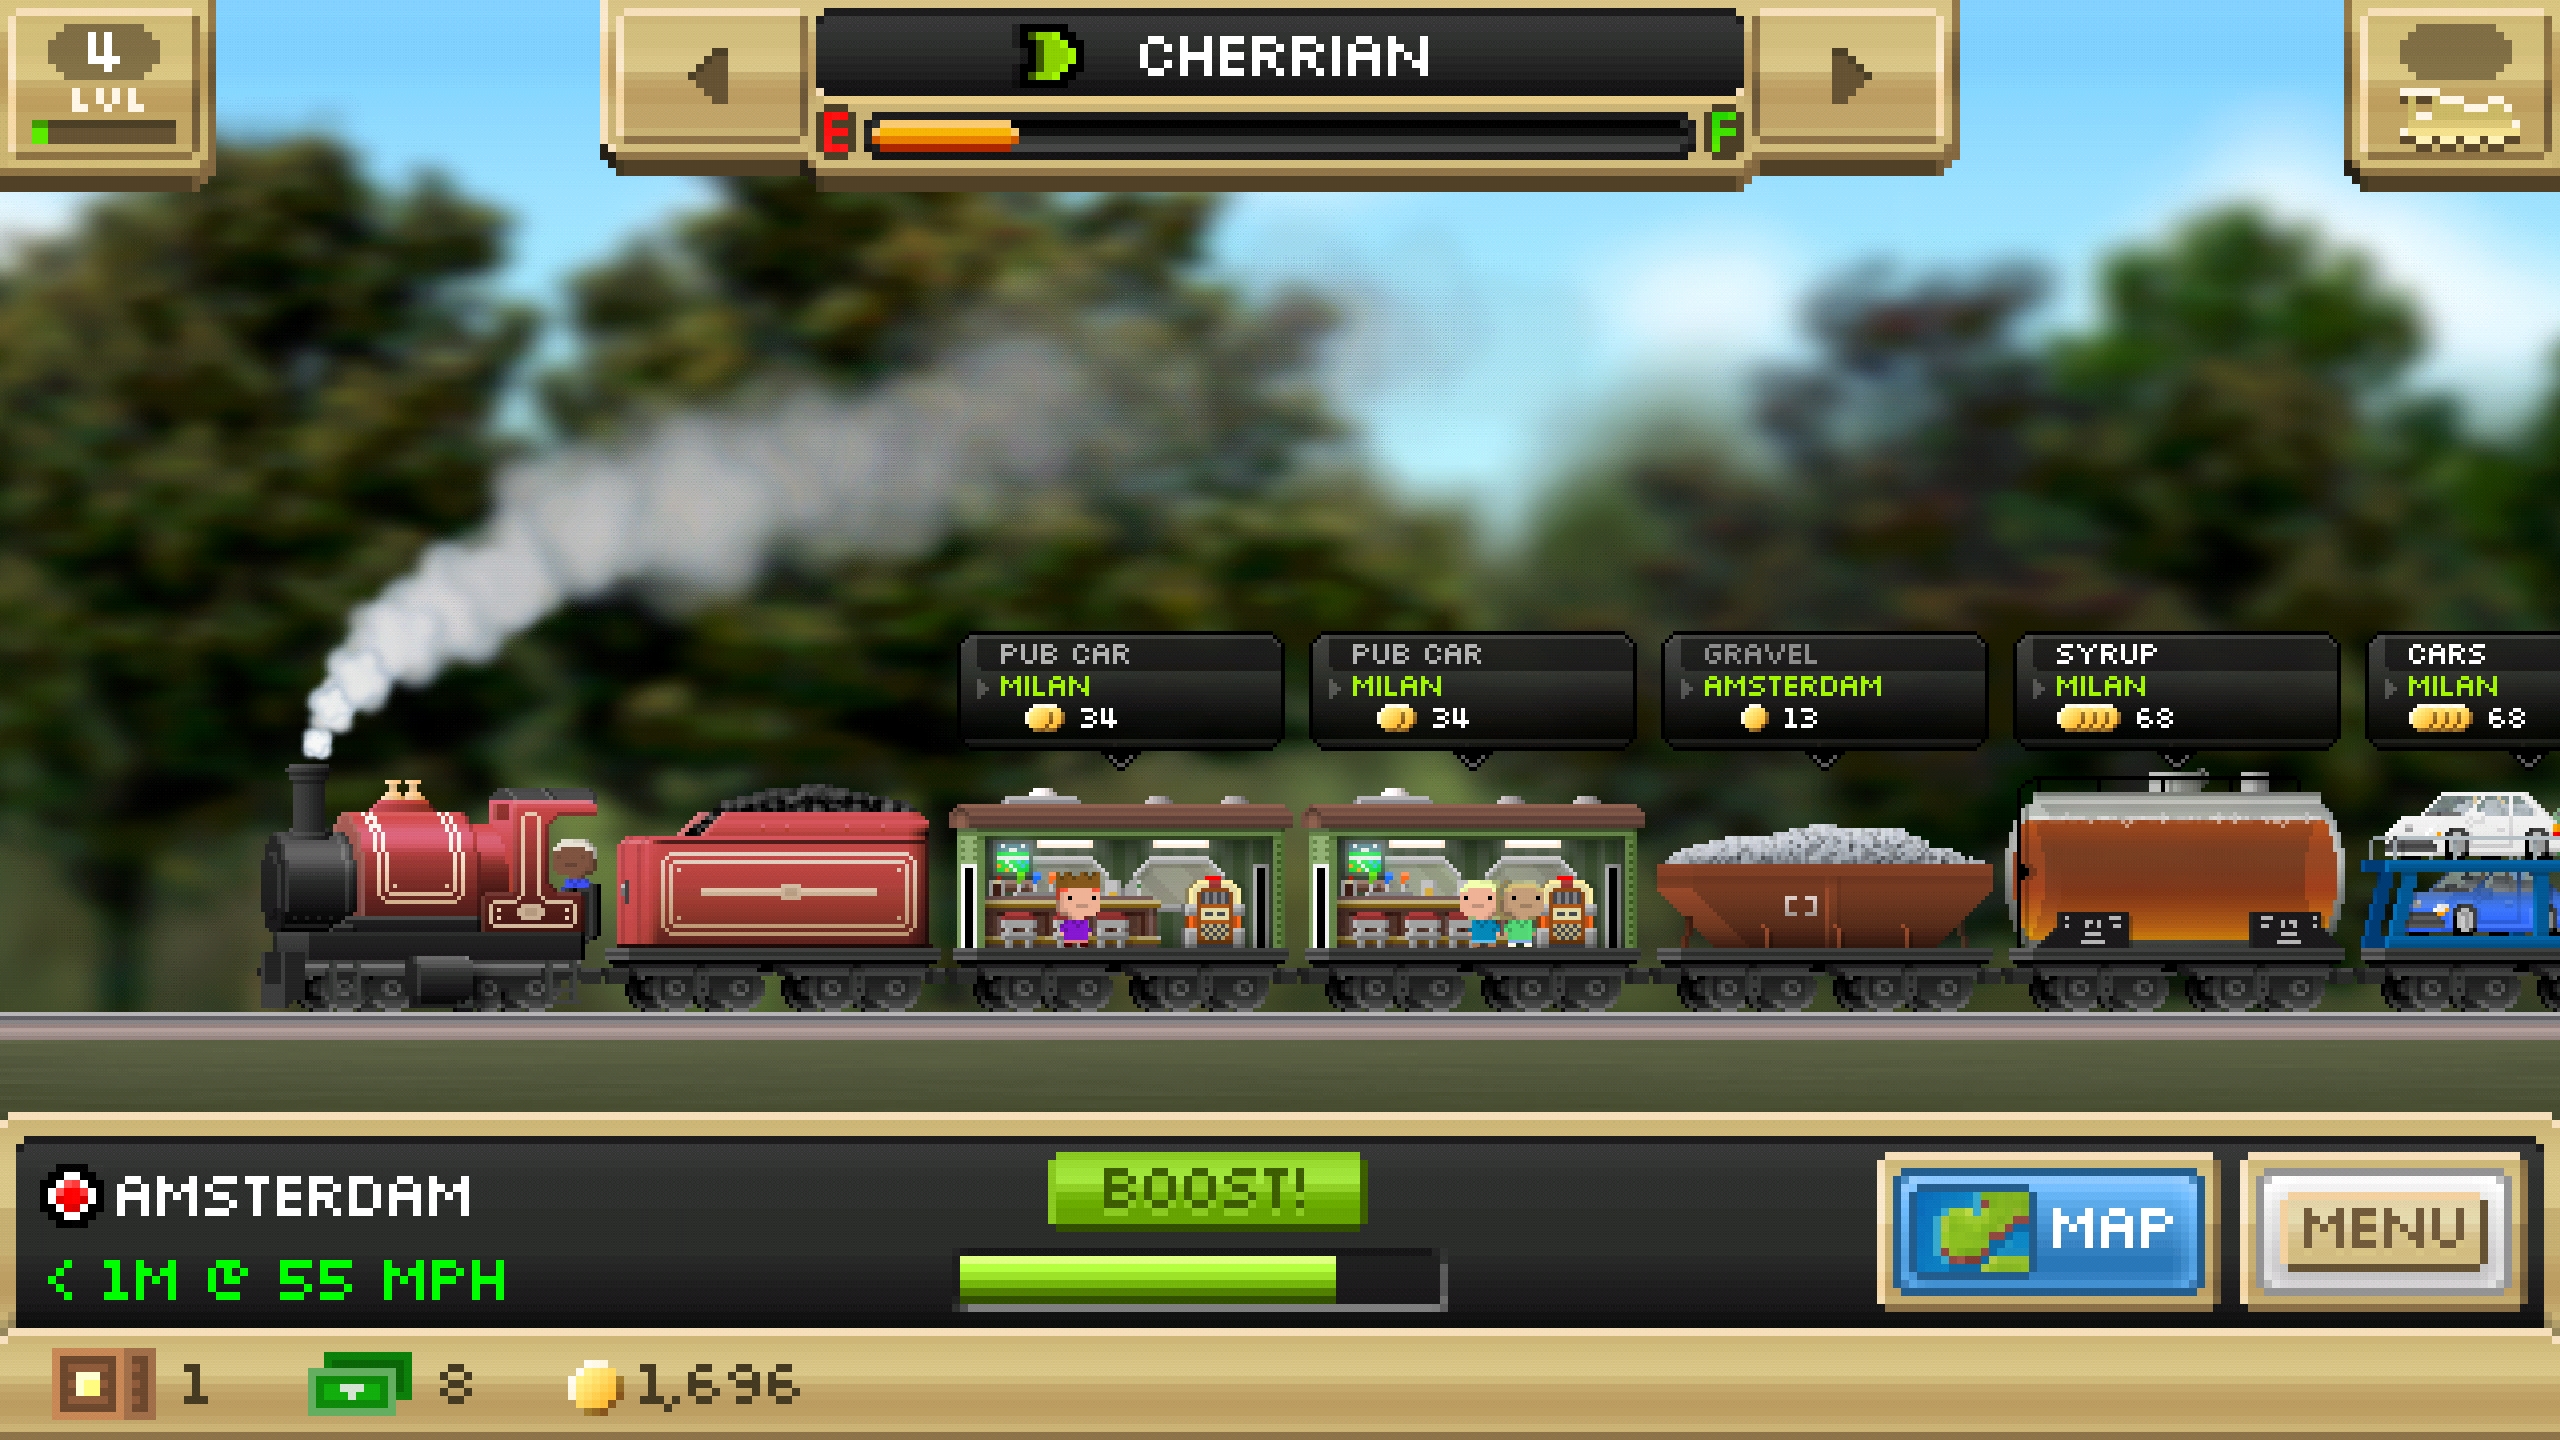 4
LVL
CHERRIAN
E
F
PUB CAR
MILAN
34
PUB CAR
MILAN
34
GRAVEL
AMSTERDAM
13
SYRUP
MILAN
68
CARS
MILAN
68
AMSTERDAM
< 1M @ 55 MPH
BOOST!
MAP
MENU
1
8
1,696